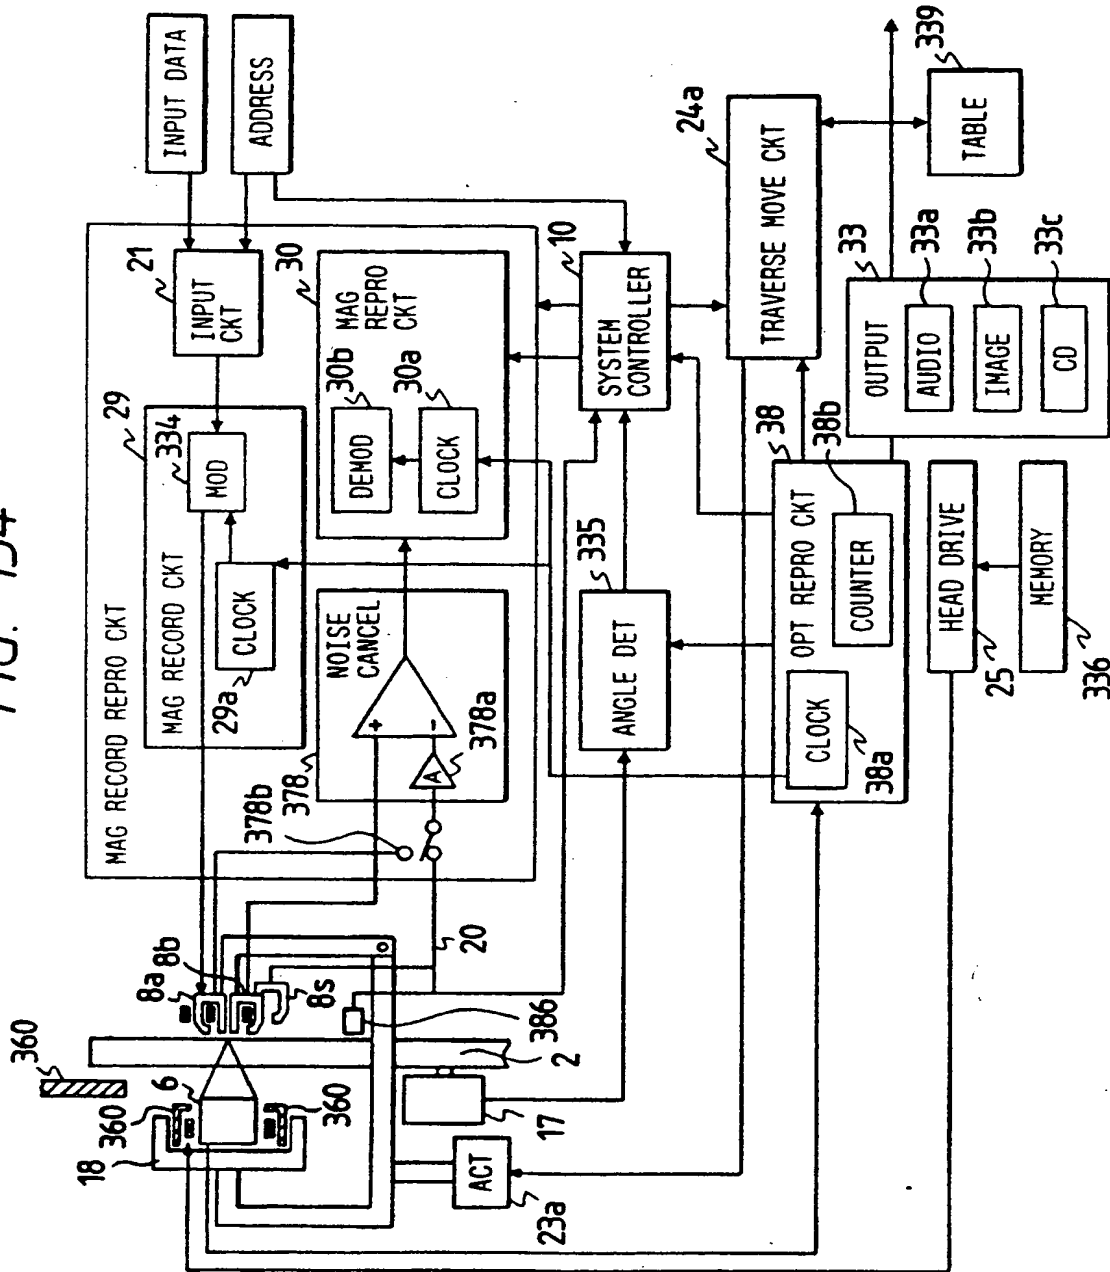 FIG.
MAG RECORD REPRO CKT
29
MAG RECORD CKT
334
MOD
29a
CLOCK
21
INPUT
CKT
INPUT DATA
ADDRESS
378
NOISE
CANCEL
+
-
A
378a
378b
30
MAG
REPRO
CKT
30b
DEMOD
30a
CLOCK
360
8a
8b
8s
20
6
360
360
18
386
2
17
ACT
23a
335
ANGLE DET
10
SYSTEM
CONTROLLER
24a
TRAVERSE MOVE CKT
38
OPT REPRO CKT
38b
CLOCK
38a
COUNTER
33
OUTPUT
33a
AUDIO
33b
IMAGE
33c
CD
339
TABLE
HEAD DRIVE
25
MEMORY
336